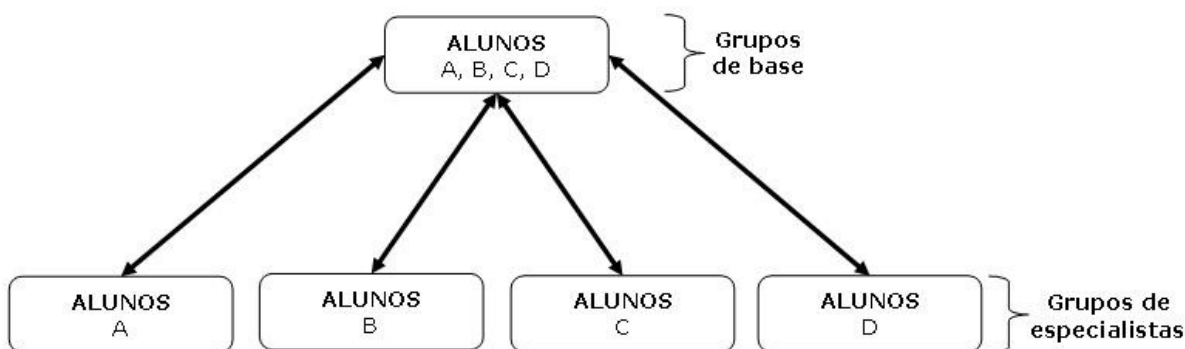 ALUNOS
A, B, C, D
Grupos
de base
ALUNOS
A
ALUNOS
B
ALUNOS
C
ALUNOS
D
Grupos de
especialistas